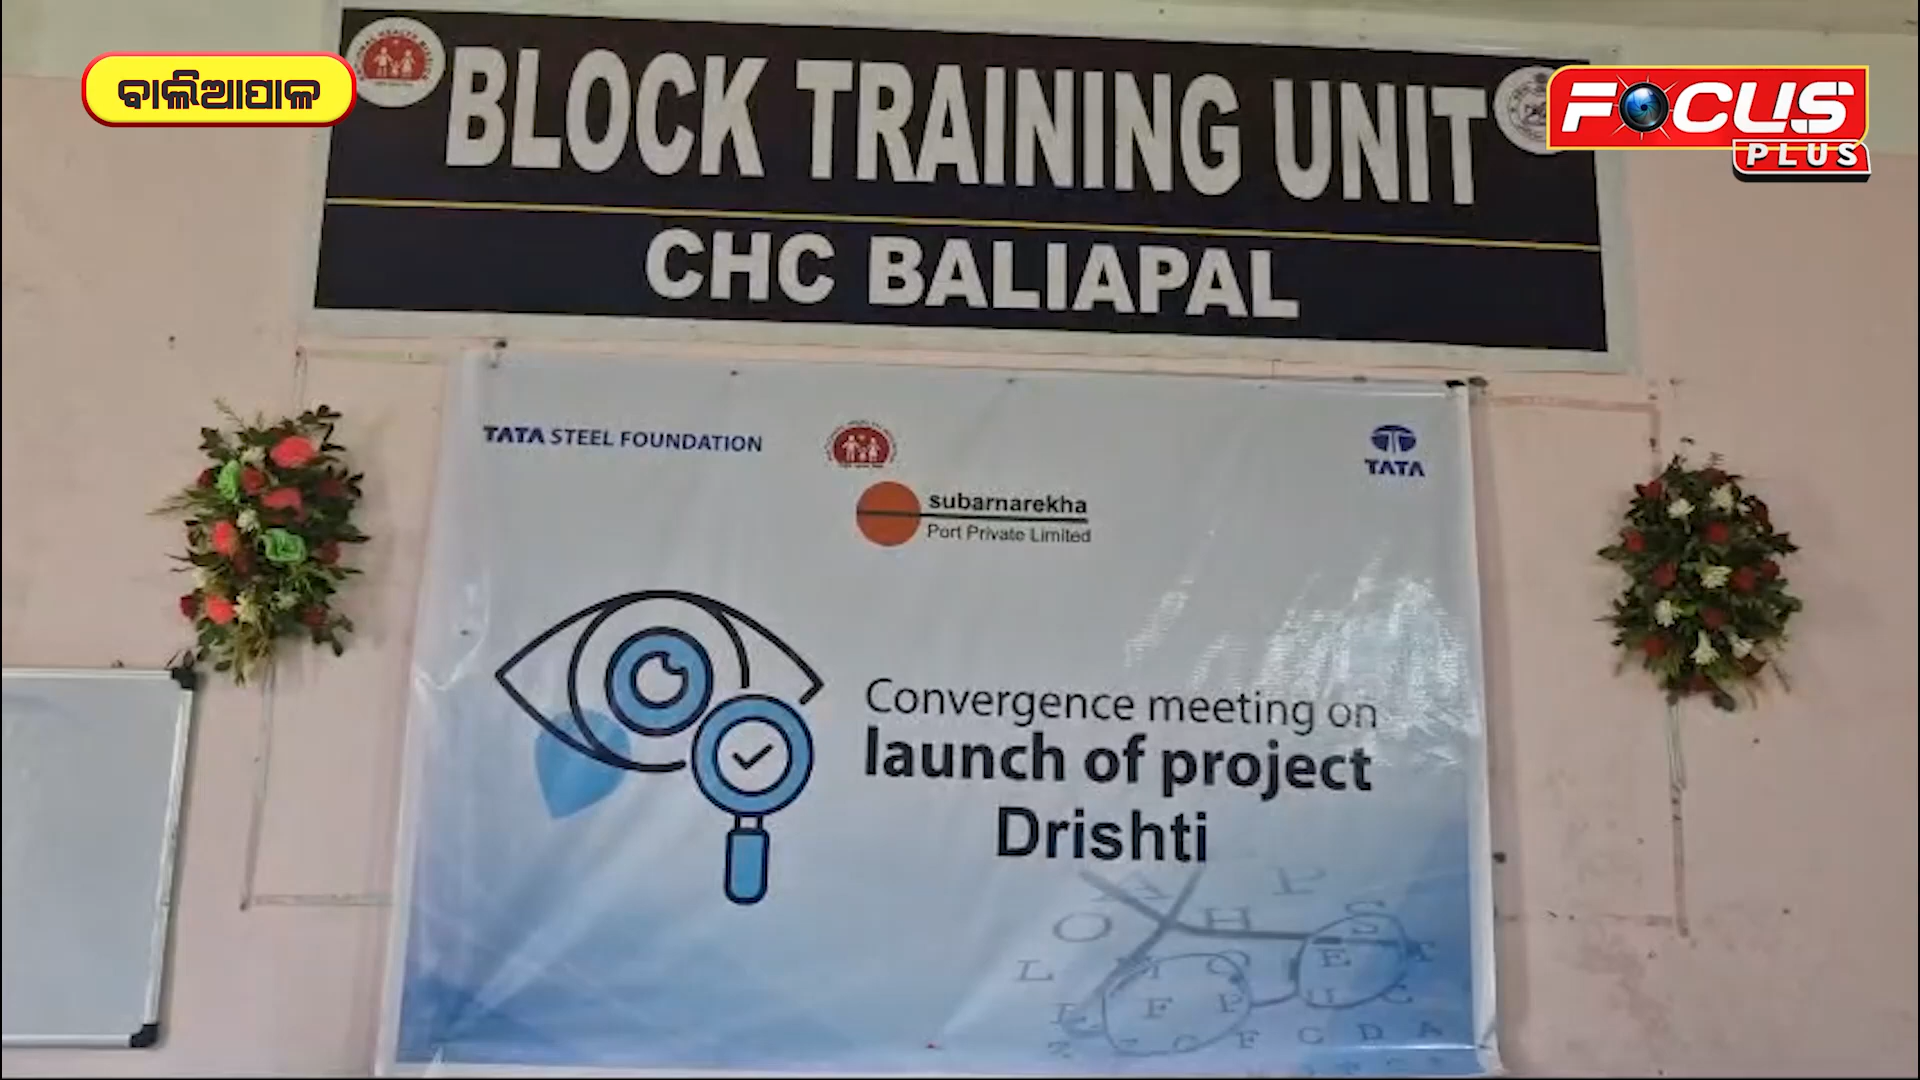 ବାଲିଆପାଳ
FOCUS
PLUS
BLOCK TRAINING UNIT
CHC BALIAPAL
TATA STEEL FOUNDATION
TATA
subarnarekha
Port Private Limited
Convergence meeting on
launch of project
Drishti